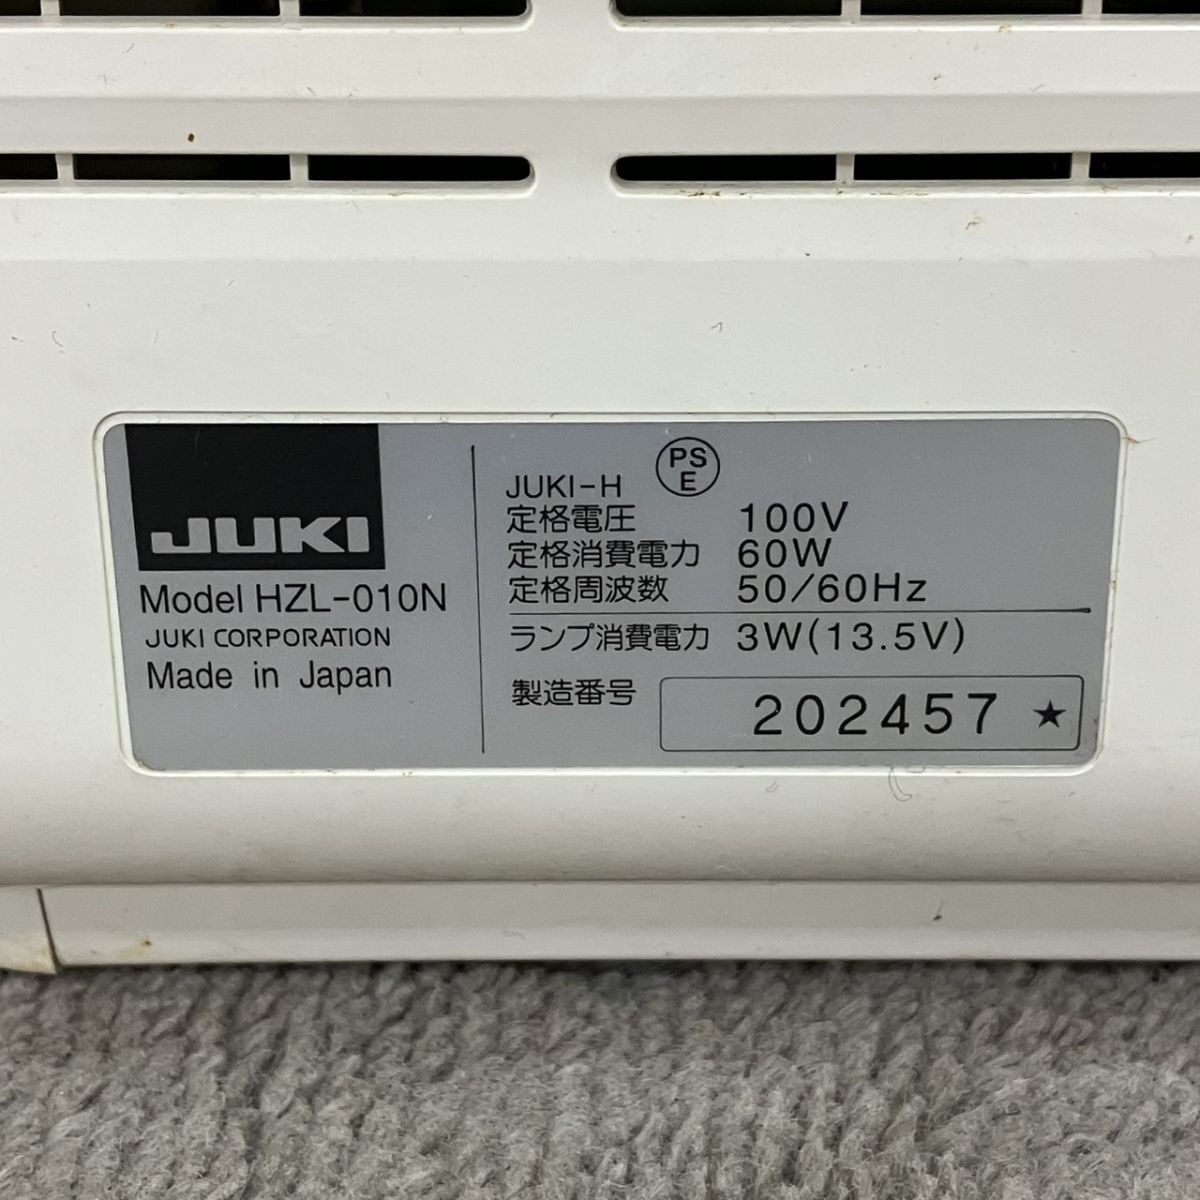 JUKI
Model HZL-010N
JUKI CORPORATION
Made in Japan
PS
E
JUKI-H
定格電圧 100V
定格消費電力 60W
定格周波数 50/60Hz
ランプ消費電力 3W(13.5V)
製造番号 202457 ★